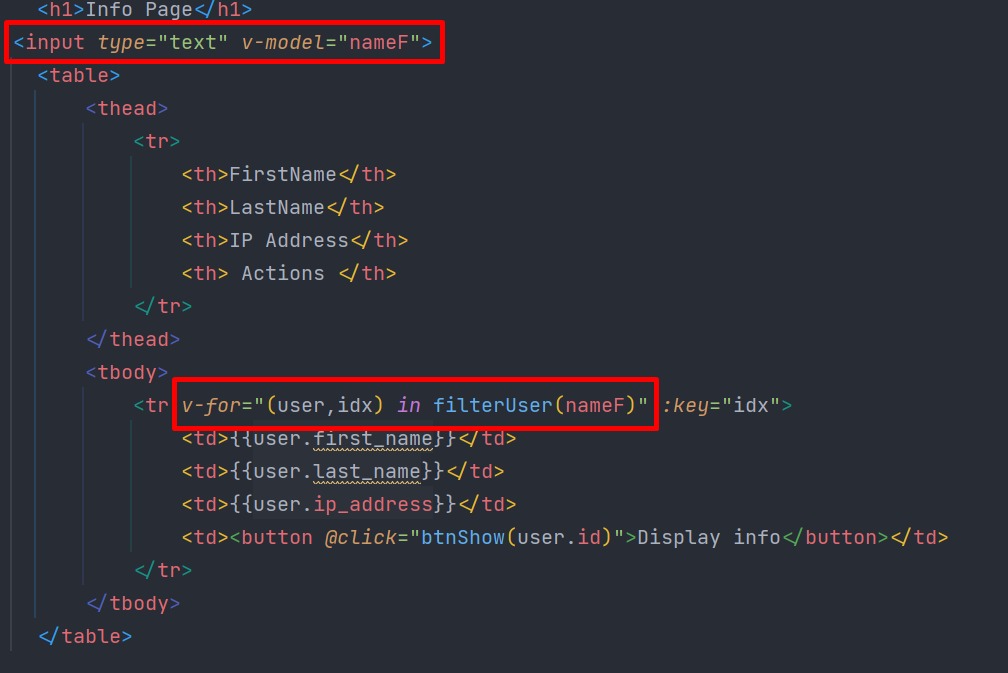 <h1>Info Page</h1>
<input type="text" v-model="nameF">
<table>
<thead>
<tr>
<th>FirstName</th>
<th>LastName</th>
<th>IP Address</th>
<th> Actions </th>
</tr>
</thead>
<tbody>
<tr v-for="(user,idx) in filterUser(nameF)" :key="idx">
<td>{{user.first_name}}</td>
<td>{{user.last_name}}</td>
<td>{{user.ip_address}}</td>
<td><button @click="btnShow(user.id)">Display info</button></td>
</tr>
</tbody>
</table>